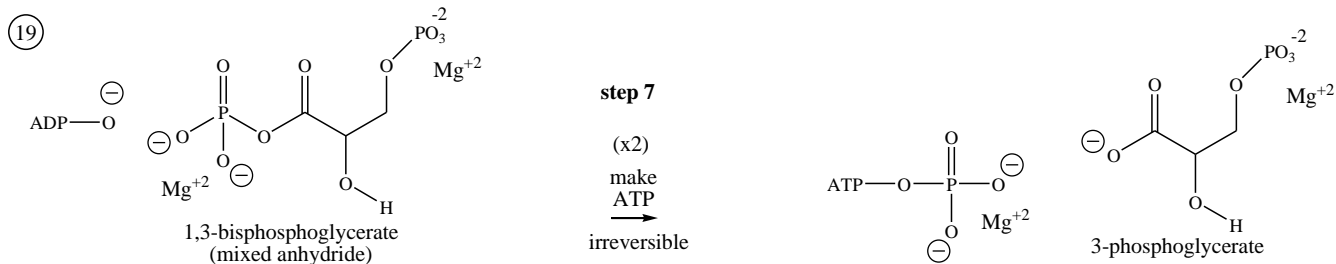 19
ADP—O ⊖
O
P
⊖ O
O ⊖
Mg+2
O
O
O
PO3-2
Mg+2
O
H
1,3-bisphosphoglycerate
(mixed anhydride)
step 7
(x2)
make
ATP
irreversible
ATP—O—P—O ⊖
O
O
⊖
Mg+2
O
⊖ O
O
PO3-2
Mg+2
O
H
3-phosphoglycerate